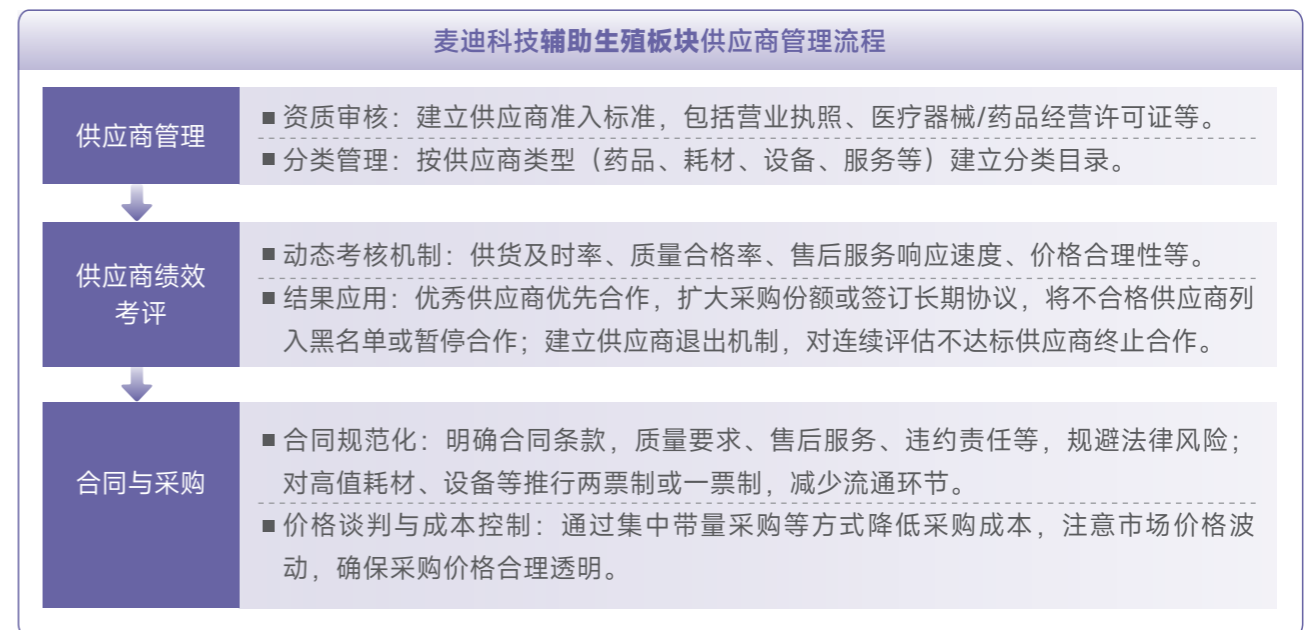 麦迪科技辅助生殖板块供应商管理流程
供应商管理
■ 资质审核：建立供应商准入标准，包括营业执照、医疗器械/药品经营许可证等。
■ 分类管理：按供应商类型（药品、耗材、设备、服务等）建立分类目录。
供应商绩效
考评
■ 动态考核机制：供货及时率、质量合格率、售后服务响应速度、价格合理性等。
■ 结果应用：优秀供应商优先合作，扩大采购份额或签订长期协议，将不合格供应商列
入黑名单或暂停合作；建立供应商退出机制，对连续评估不达标供应商终止合作。
合同与采购
■ 合同规范化：明确合同条款，质量要求、售后服务、违约责任等，规避法律风险；
对高值耗材、设备等推行两票制或一票制，减少流通环节。
■ 价格谈判与成本控制：通过集中带量采购等方式降低采购成本，注意市场价格波
动，确保采购价格合理透明。